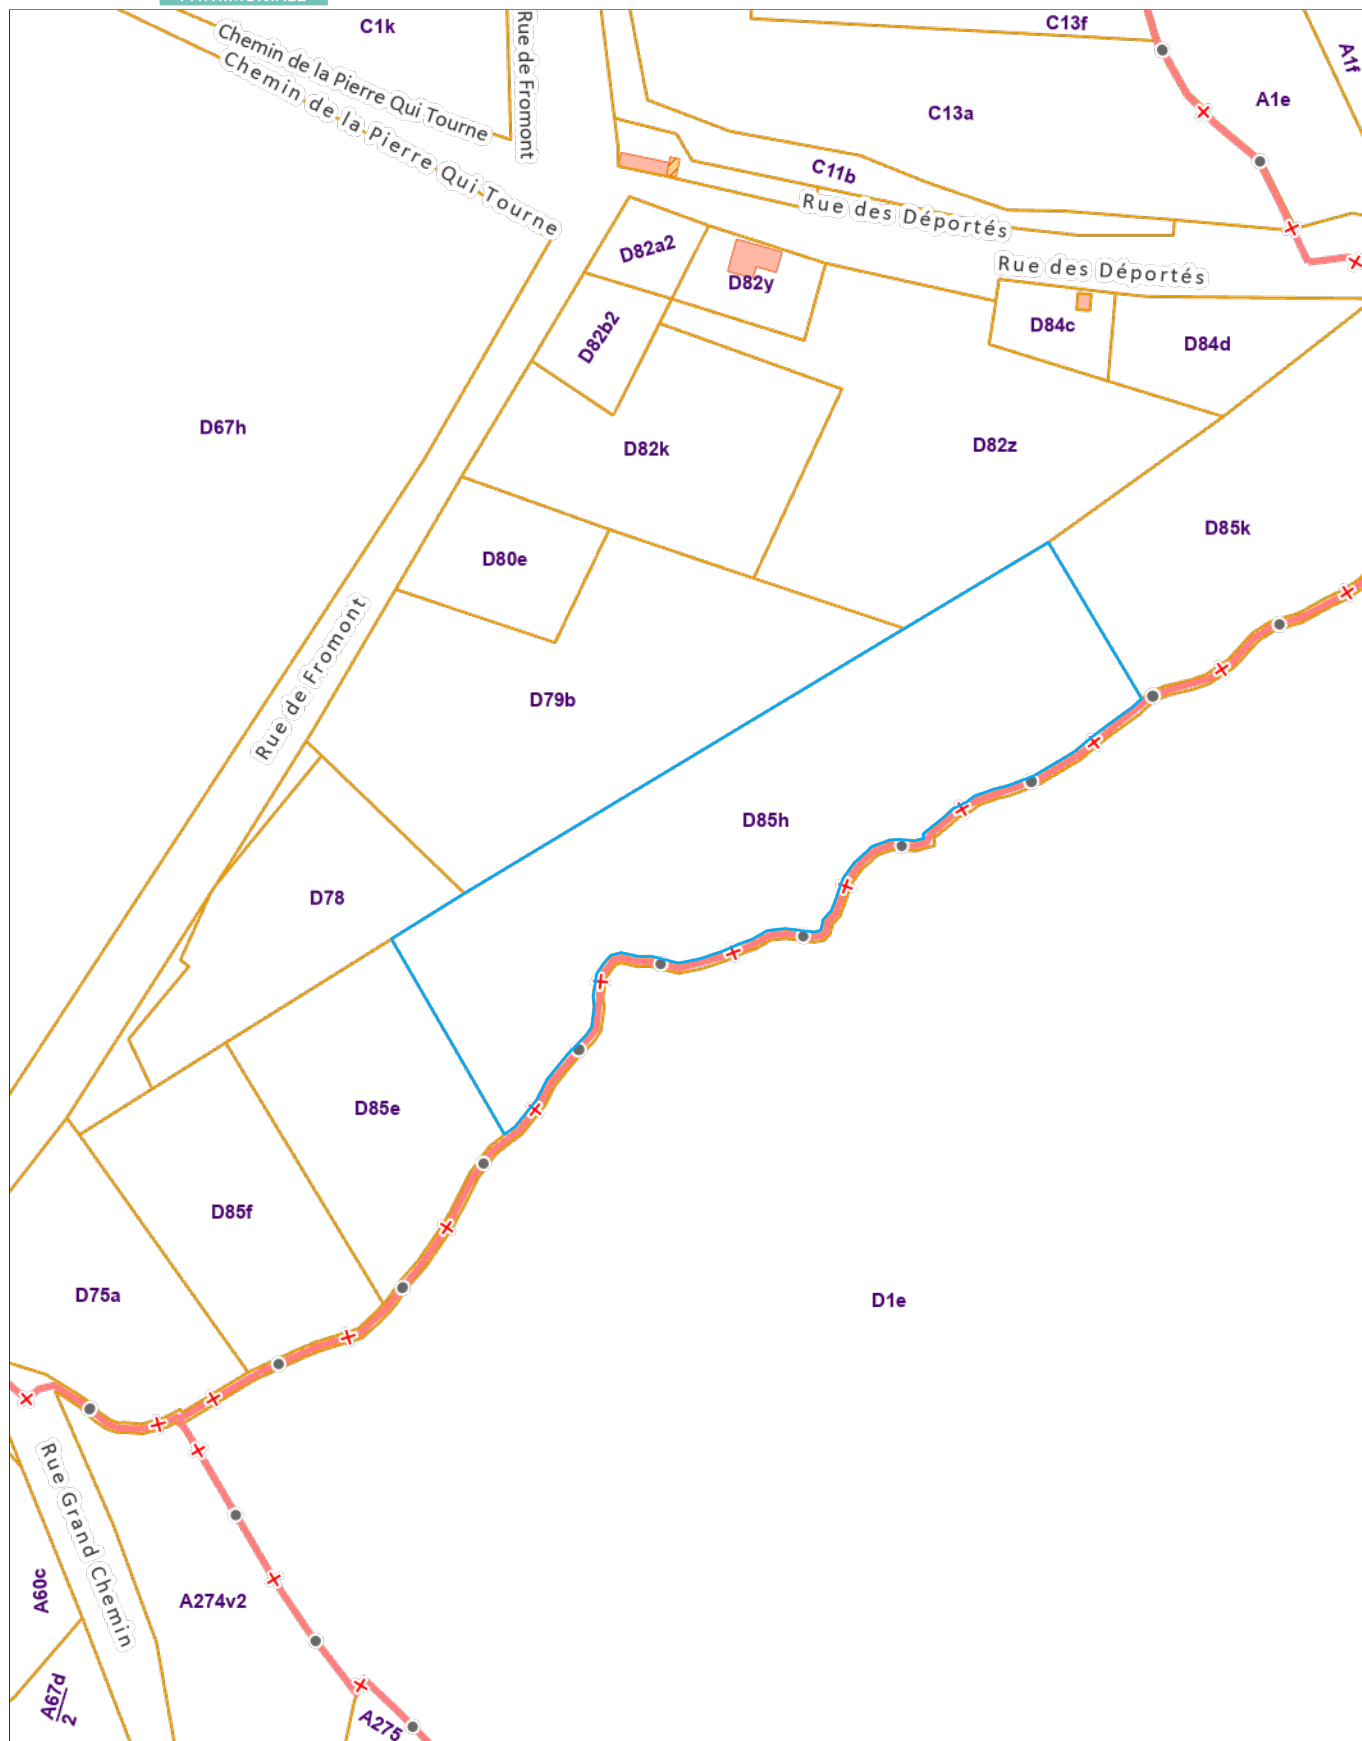 C1k
Chemin de la Pierre Qui Tourne
Chemin de la Pierre Qui Tourne
Rue de Fromont
C13f
A1f
A1e
C13a
C11b
Rue des Déportés
Rue des Déportés
D82a2
D82y
D82b2
D84c
D84d
D67h
D82k
D82z
D85k
D80e
Rue de Fromont
D79b
D85h
D78
D85e
D85f
D75a
D1e
Rue Grand Chemin
A60c
A274v2
A67d
2
A275